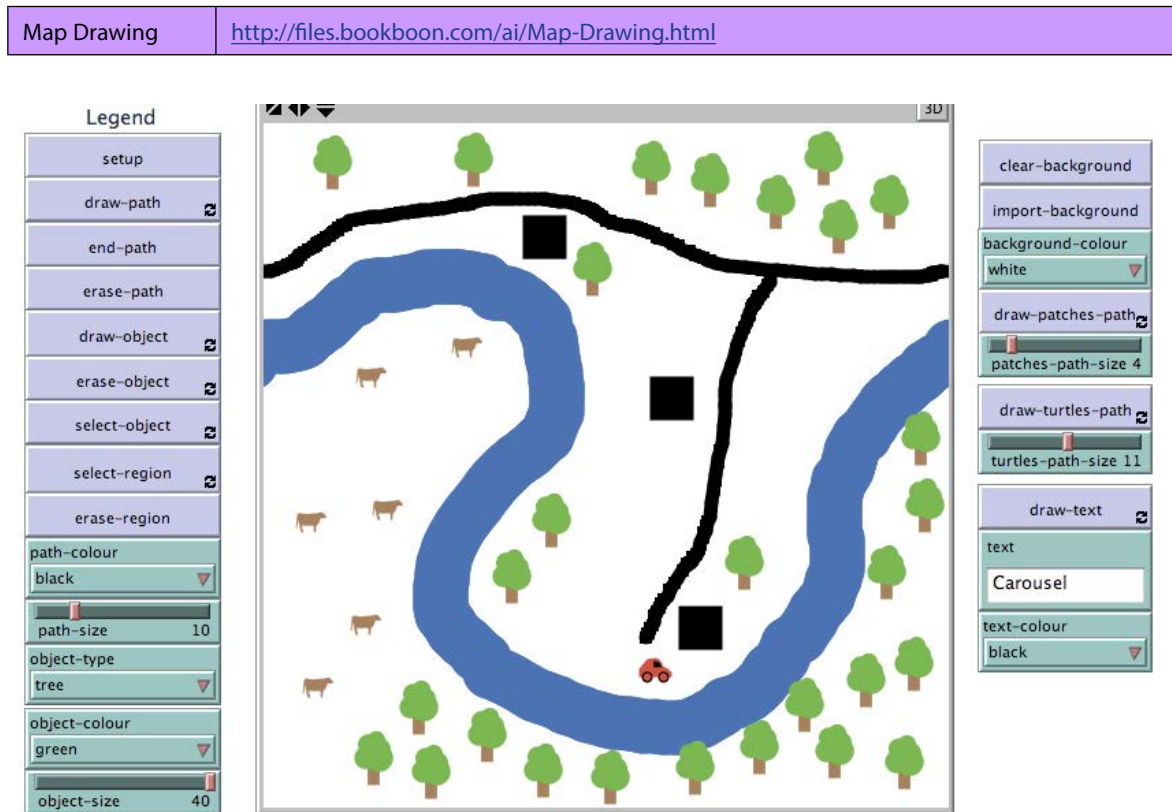 Map Drawing
http://files.bookboon.com/ai/Map-Drawing.html
Legend
setup
draw-path
end-path
erase-path
draw-object
erase-object
select-object
select-region
erase-region
path-colour
black
path-size 10
object-type
tree
object-colour
green
object-size 40
3D
clear-background
import-background
background-colour
white
draw-patches-path
patches-path-size 4
draw-turtles-path
turtles-path-size 11
draw-text
text
Carousel
text-colour
black